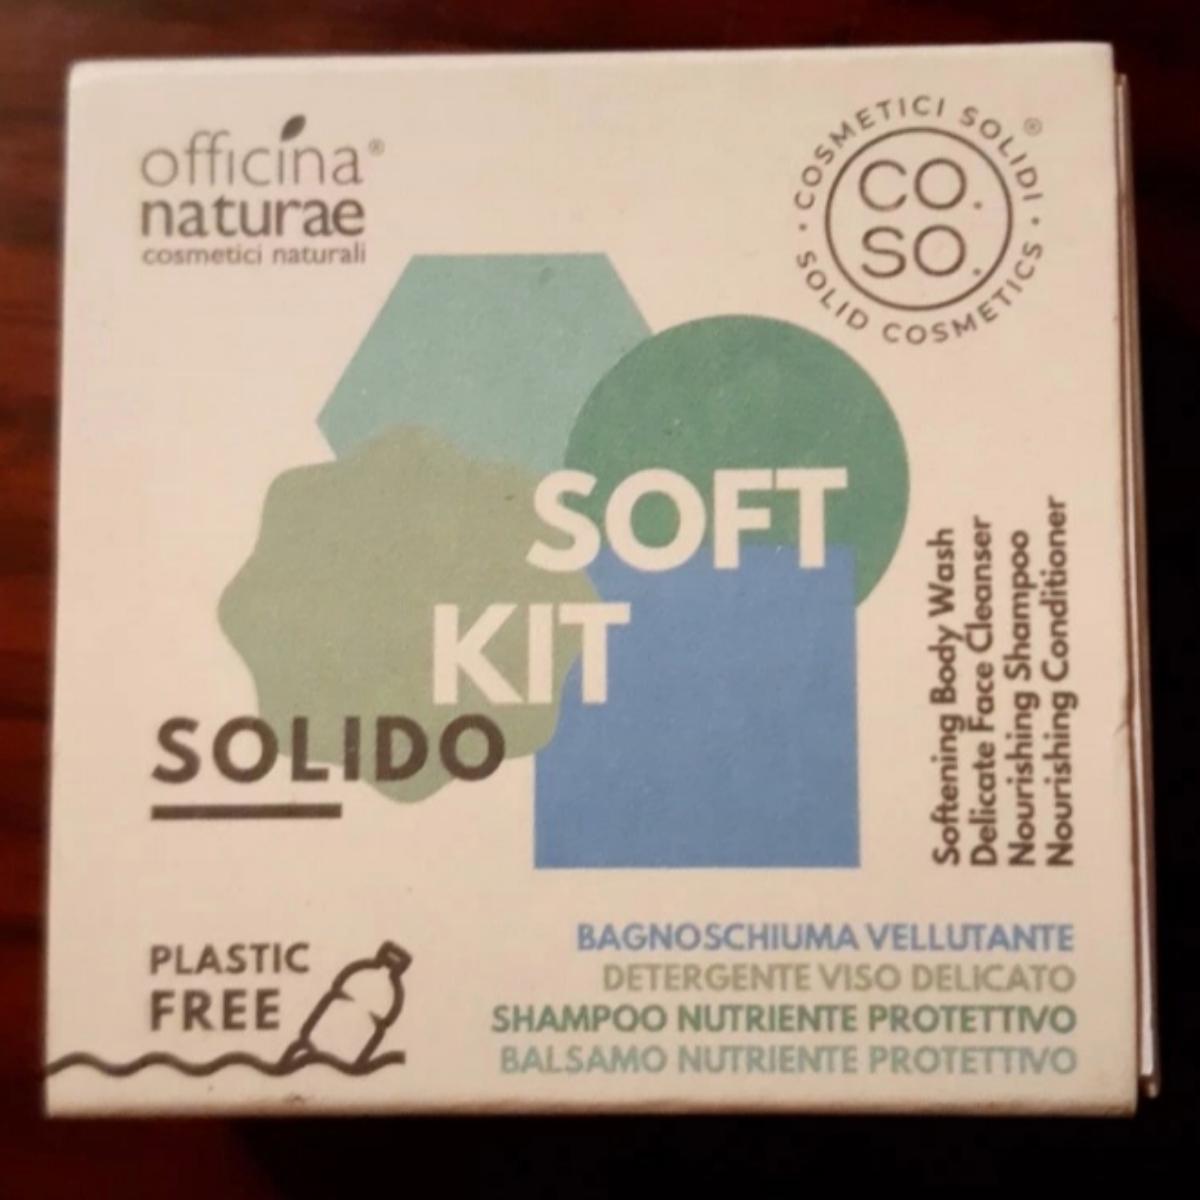 officina®
naturae
cosmetici naturali
· COSMETICI SOLIDI ·
®
CO.
SO.
SOLID COSMETICS
SOFT
KIT
SOLIDO
Softening Body Wash
Delicate Face Cleanser
Nourishing Shampoo
Nourishing Conditioner
PLASTIC
FREE
BAGNOSCHIUMA VELLUTANTE
DETERGENTE VISO DELICATO
SHAMPOO NUTRIENTE PROTETTIVO
BALSAMO NUTRIENTE PROTETTIVO